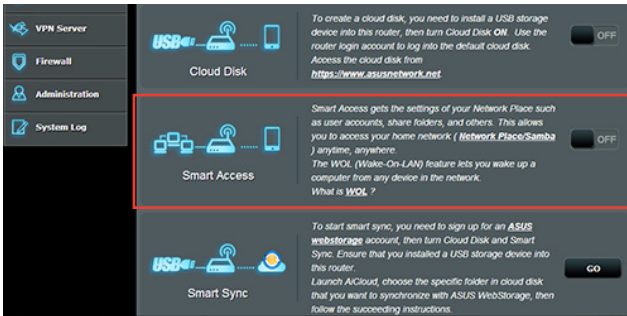 VPN Server
Firewall
Administration
System Log
USB
Cloud Disk
To create a cloud disk, you need to install a USB storage
device into this router, then turn Cloud Disk ON. Use the
router login account to log into the default cloud disk.
Access the cloud disk from
https://www.asusnetwork.net.
OFF
Smart Access
Smart Access gets the settings of your Network Place such
as user accounts, share folders, and others. This allows
you to access your home network ( Network Place/Samba
) anytime, anywhere.
The WOL (Wake-On-LAN) feature lets you wake up a
computer from any device in the network.
What is WOL ?
OFF
USB
Smart Sync
To start smart sync, you need to sign up for an ASUS
webstorage account, then turn Cloud Disk and Smart
Sync. Ensure that you installed a USB storage device into
this router.
Launch AiCloud, choose the specific folder in cloud disk
that you want to synchronize with ASUS WebStorage, then
follow the succeeding instructions.
GO